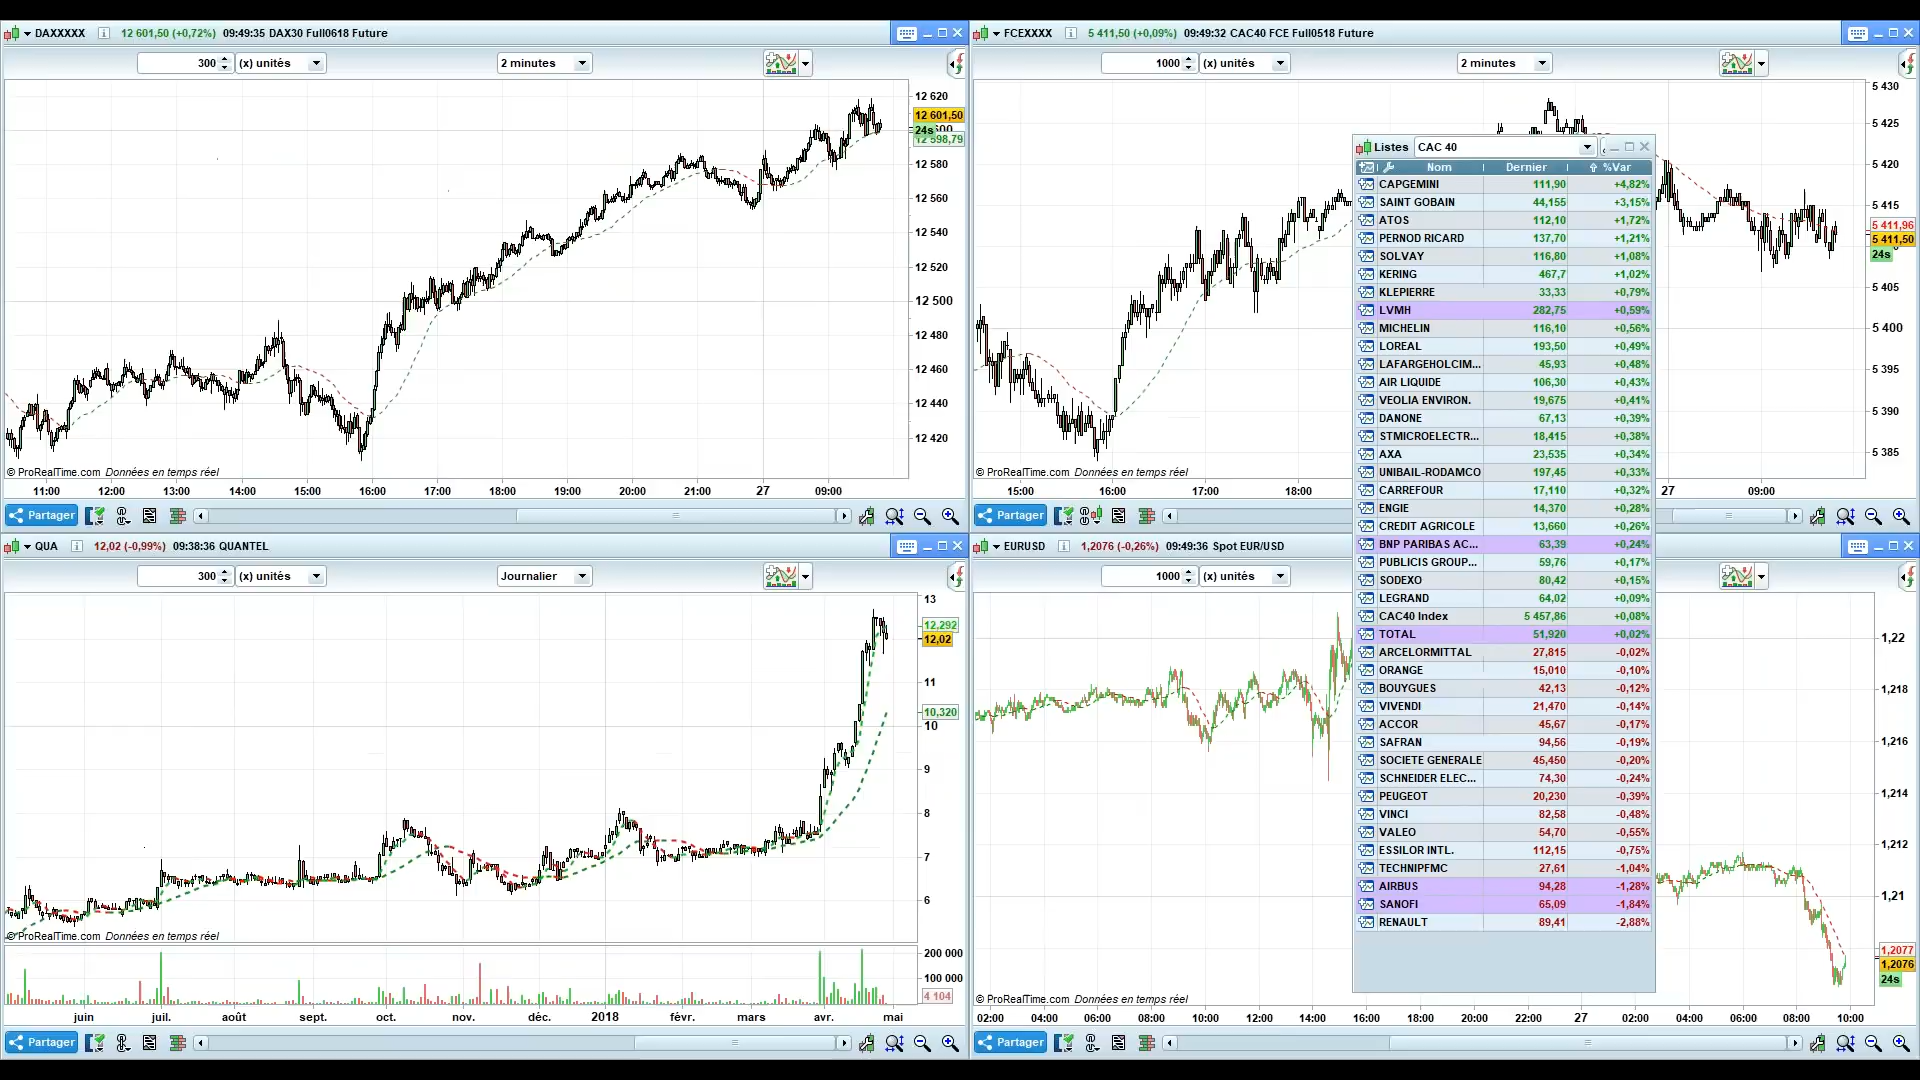 DAXXXXX 12 601,50 (+0,72%) 09:49:35 DAX30 Full0618 Future
300 (x) unités 2 minutes
12 620
12 601,50
24s
12 598,79
12 580
12 560
12 540
12 520
12 500
12 480
12 460
12 440
12 420
© ProRealTime.com Données en temps réel
11:00 12:00 13:00 14:00 15:00 16:00 17:00 18:00 19:00 20:00 21:00 27 09:00
Partager
FCEXXXX 5 411,50 (+0,09%) 09:49:32 CAC40 FCE Full0518 Future
1000 (x) unités 2 minutes
5 430
5 425
5 420
5 415
5 411,96
5 411,50
24s
5 405
5 400
5 395
5 390
5 385
© ProRealTime.com Données en temps réel
15:00 16:00 17:00 18:00 27 09:00
Partager
Listes CAC 40
Nom Dernier %Var
CAPGEMINI 111,90 +4,82%
SAINT GOBAIN 44,155 +3,15%
ATOS 112,10 +1,72%
PERNOD RICARD 137,70 +1,21%
SOLVAY 116,80 +1,08%
KERING 467,7 +1,02%
KLEPIERRE 33,33 +0,79%
LVMH 282,75 +0,59%
MICHELIN 116,10 +0,56%
LOREAL 193,50 +0,49%
LAFARGEHOLCIM... 45,93 +0,48%
AIR LIQUIDE 106,30 +0,43%
VEOLIA ENVIRON. 19,675 +0,41%
DANONE 67,13 +0,39%
STMICROELECTR... 18,415 +0,38%
AXA 23,535 +0,34%
UNIBAIL-RODAMCO 197,45 +0,33%
CARREFOUR 17,110 +0,32%
ENGIE 14,370 +0,28%
CREDIT AGRICOLE 13,660 +0,26%
BNP PARIBAS AC... 63,39 +0,24%
PUBLICIS GROUP... 59,76 +0,17%
SODEXO 80,42 +0,15%
LEGRAND 64,02 +0,09%
CAC40 Index 5 457,86 +0,08%
TOTAL 51,920 +0,02%
ARCELORMITTAL 27,815 -0,02%
ORANGE 15,010 -0,10%
BOUYGUES 42,13 -0,12%
VIVENDI 21,470 -0,14%
ACCOR 45,67 -0,17%
SAFRAN 94,56 -0,19%
SOCIETE GENERALE 45,450 -0,20%
SCHNEIDER ELEC... 74,30 -0,24%
PEUGEOT 20,230 -0,39%
VINCI 82,58 -0,48%
VALEO 54,70 -0,55%
ESSILOR INTL. 112,15 -0,75%
TECHNIPFMC 27,61 -1,04%
AIRBUS 94,28 -1,28%
SANOFI 65,09 -1,84%
RENAULT 89,41 -2,88%
QUA 12,02 (-0,99%) 09:38:36 QUANTEL
300 (x) unités Journalier
13
12,292
12,02
11
10,320
10
9
8
7
6
© ProRealTime.com Données en temps réel
200 000
100 000
4 104
juin juil. août sept. oct. nov. déc. 2018 févr. mars avr. mai
Partager
EURUSD 1,2076 (-0,26%) 09:49:36 Spot EUR/USD
1000 (x) unités
1,22
1,218
1,216
1,214
1,212
1,21
1,2077
1,2076
24s
© ProRealTime.com Données en temps réel
02:00 04:00 06:00 08:00 10:00 12:00 14:00 16:00 18:00 20:00 22:00 27 02:00 04:00 06:00 08:00 10:00
Partager